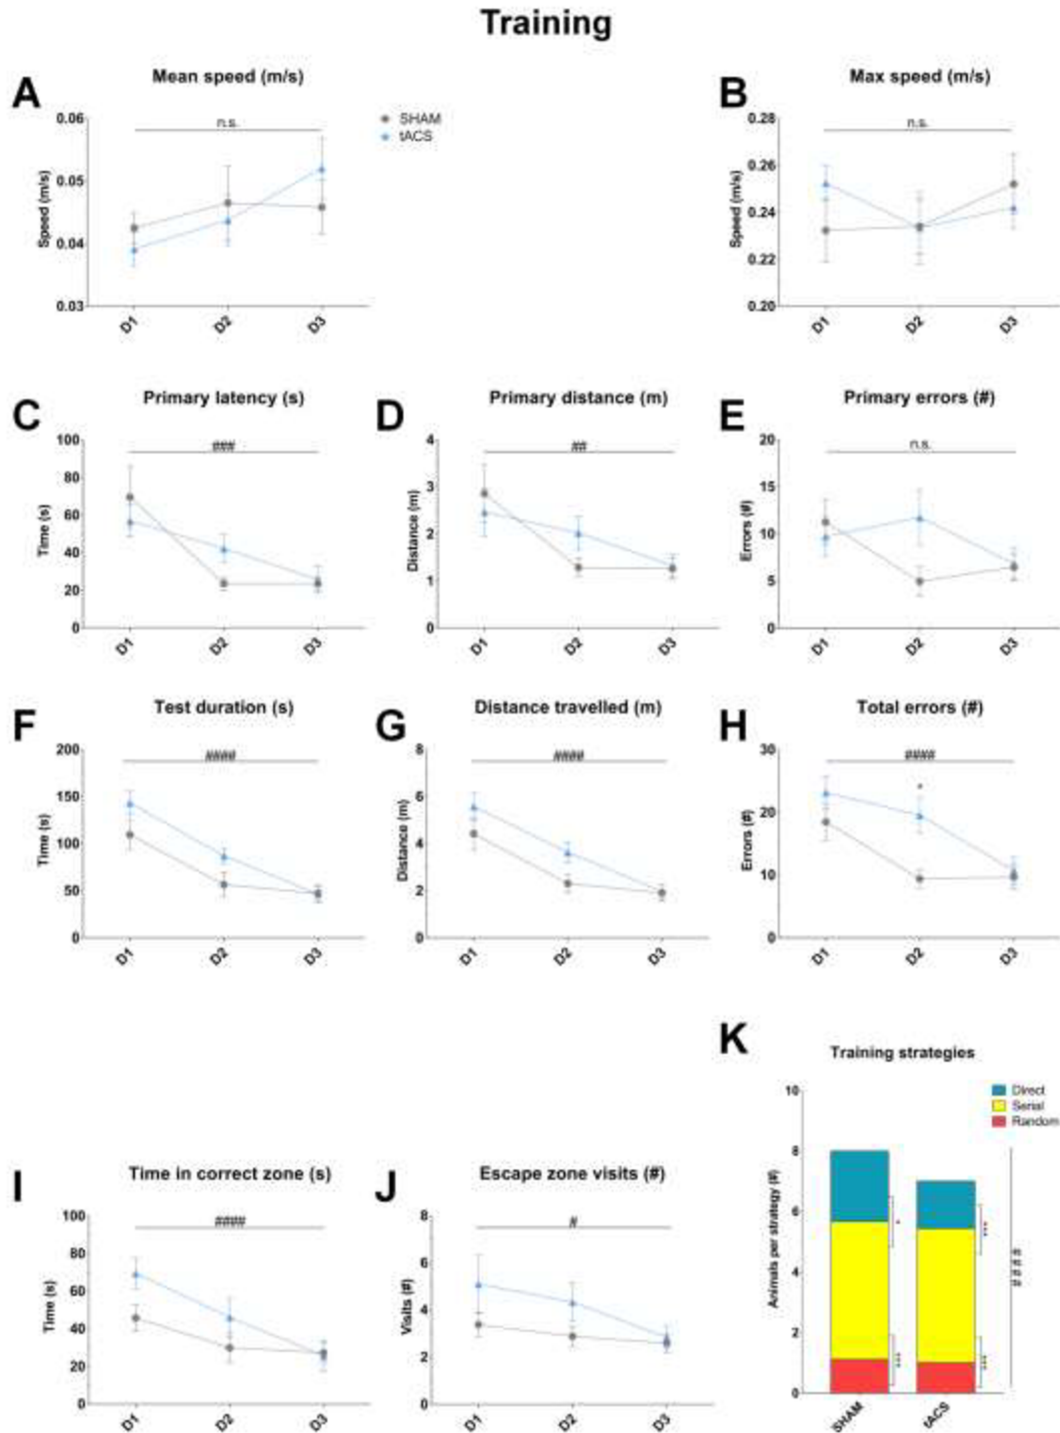 Training
A
Mean speed (m/s)
Speed (m/s)
0.06
0.05
0.04
0.03
n.s.
D1
D2
D3
SHAM
tACS
B
Max speed (m/s)
Speed (m/s)
0.28
0.26
0.24
0.22
0.20
n.s.
D1
D2
D3
C
Primary latency (s)
Time (s)
100
80
60
40
20
0
###
D1
D2
D3
D
Primary distance (m)
Distance (m)
4
3
2
1
0
##
D1
D2
D3
E
Primary errors (#)
Errors (#)
20
15
10
5
0
n.s.
D1
D2
D3
F
Test duration (s)
Time (s)
200
150
100
50
0
####
D1
D2
D3
G
Distance travelled (m)
Distance (m)
8
6
4
2
0
####
D1
D2
D3
H
Total errors (#)
Errors (#)
30
20
10
0
####
*
D1
D2
D3
I
Time in correct zone (s)
Time (s)
100
80
60
40
20
0
####
D1
D2
D3
J
Escape zone visits (#)
Visits (#)
8
6
4
2
0
#
D1
D2
D3
K
Training strategies
Animals per strategy (#)
10
8
6
4
2
0
Direct
Serial
Random
*
***
***
####
SHAM
tACS